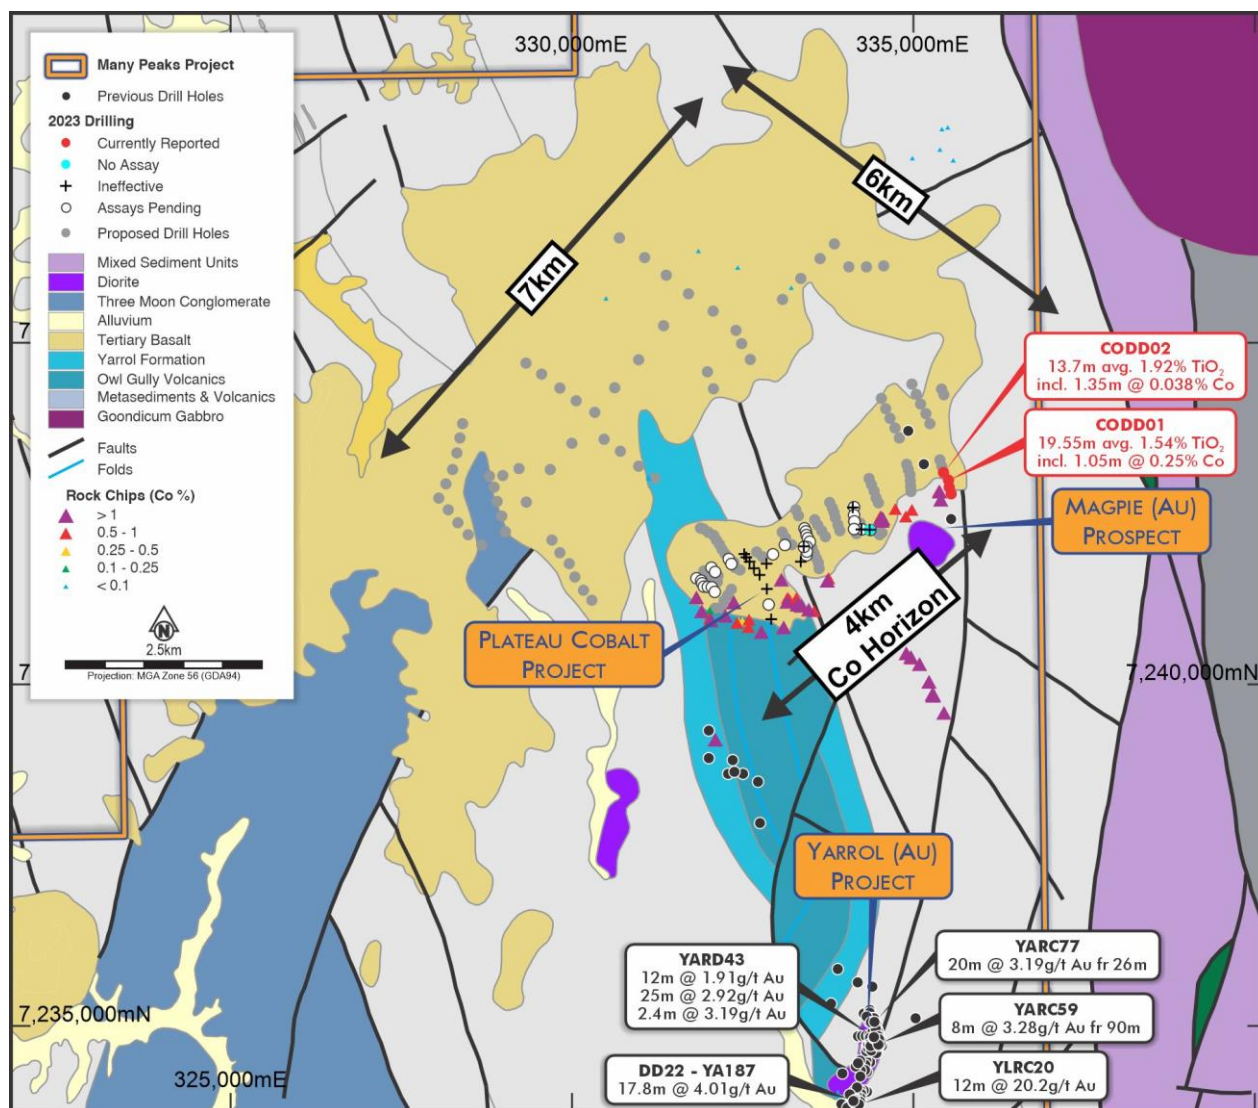 330,000mE
335,000mE
Many Peaks Project
Previous Drill Holes
2023 Drilling
Currently Reported
No Assay
Ineffective
Assays Pending
Proposed Drill Holes
Mixed Sediment Units
Diorite
Three Moon Conglomerate
Alluvium
Tertiary Basalt
Yarrol Formation
Owl Gully Volcanics
Metasediments & Volcanics
Goondicum Gabbro
Faults
Folds
Rock Chips (Co %)
> 1
0.5 - 1
0.25 - 0.5
0.1 - 0.25
< 0.1
N
2.5km
Projection: MGA Zone 56 (GDA94)
7km
6km
7
CODD02
13.7m avg. 1.92% TiO₂
incl. 1.35m @ 0.038% Co
CODD01
19.55m avg. 1.54% TiO₂
incl. 1.05m @ 0.25% Co
MAGPIE (AU)
PROSPECT
4km
Co Horizon
PLATEAU COBALT
PROJECT
7
7,240,000mN
YARROL (AU)
PROJECT
YARD43
12m @ 1.91g/t Au
25m @ 2.92g/t Au
2.4m @ 3.19g/t Au
YARC77
20m @ 3.19g/t Au fr 26m
YARC59
8m @ 3.28g/t Au fr 90m
7,235,000mN
DD22 - YA187
17.8m @ 4.01g/t Au
YLRC20
12m @ 20.2g/t Au
325,000mE